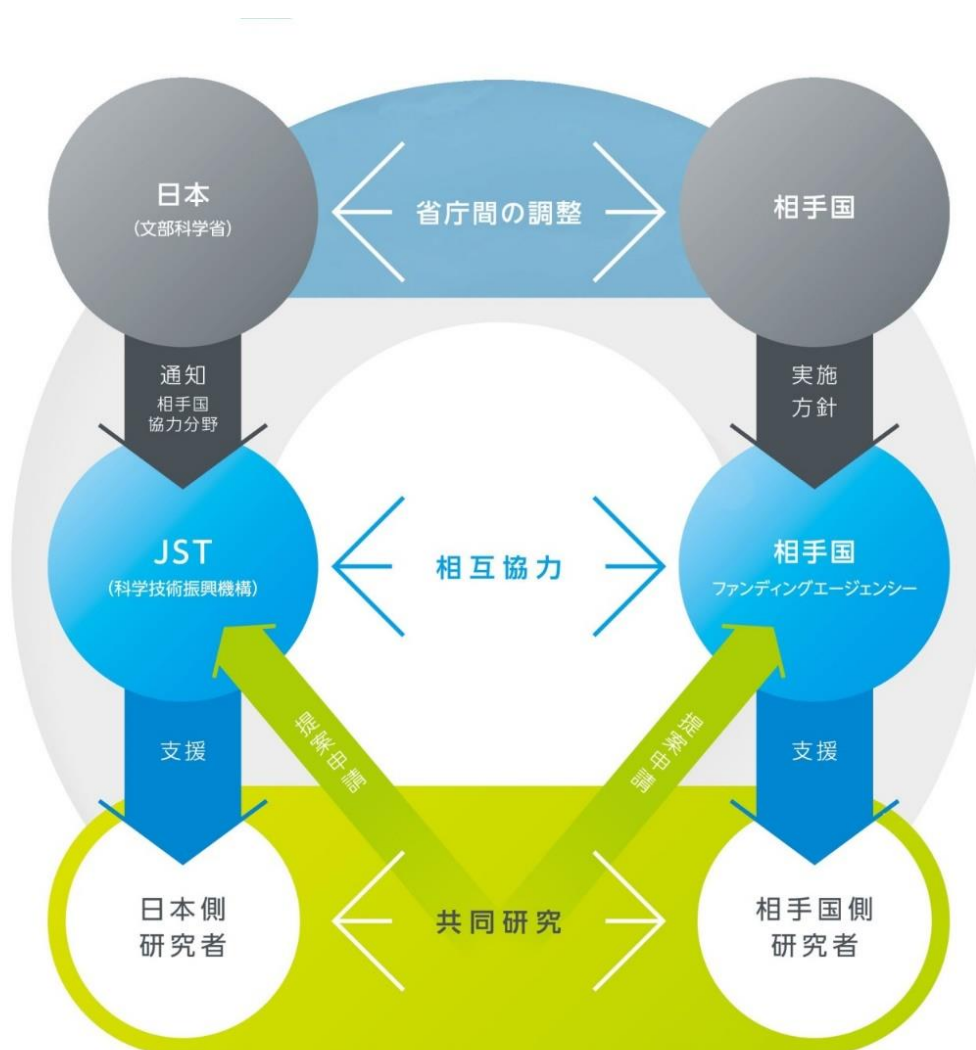 日本
(文部科学省)
省庁間の調整
相手国
通知
相手国
協力分野
実施
方針
JST
(科学技術振興機構)
相互協力
相手国
ファンディングエージェンシー
提案申請
提案申請
支援
支援
日本側
研究者
共同研究
相手国側
研究者